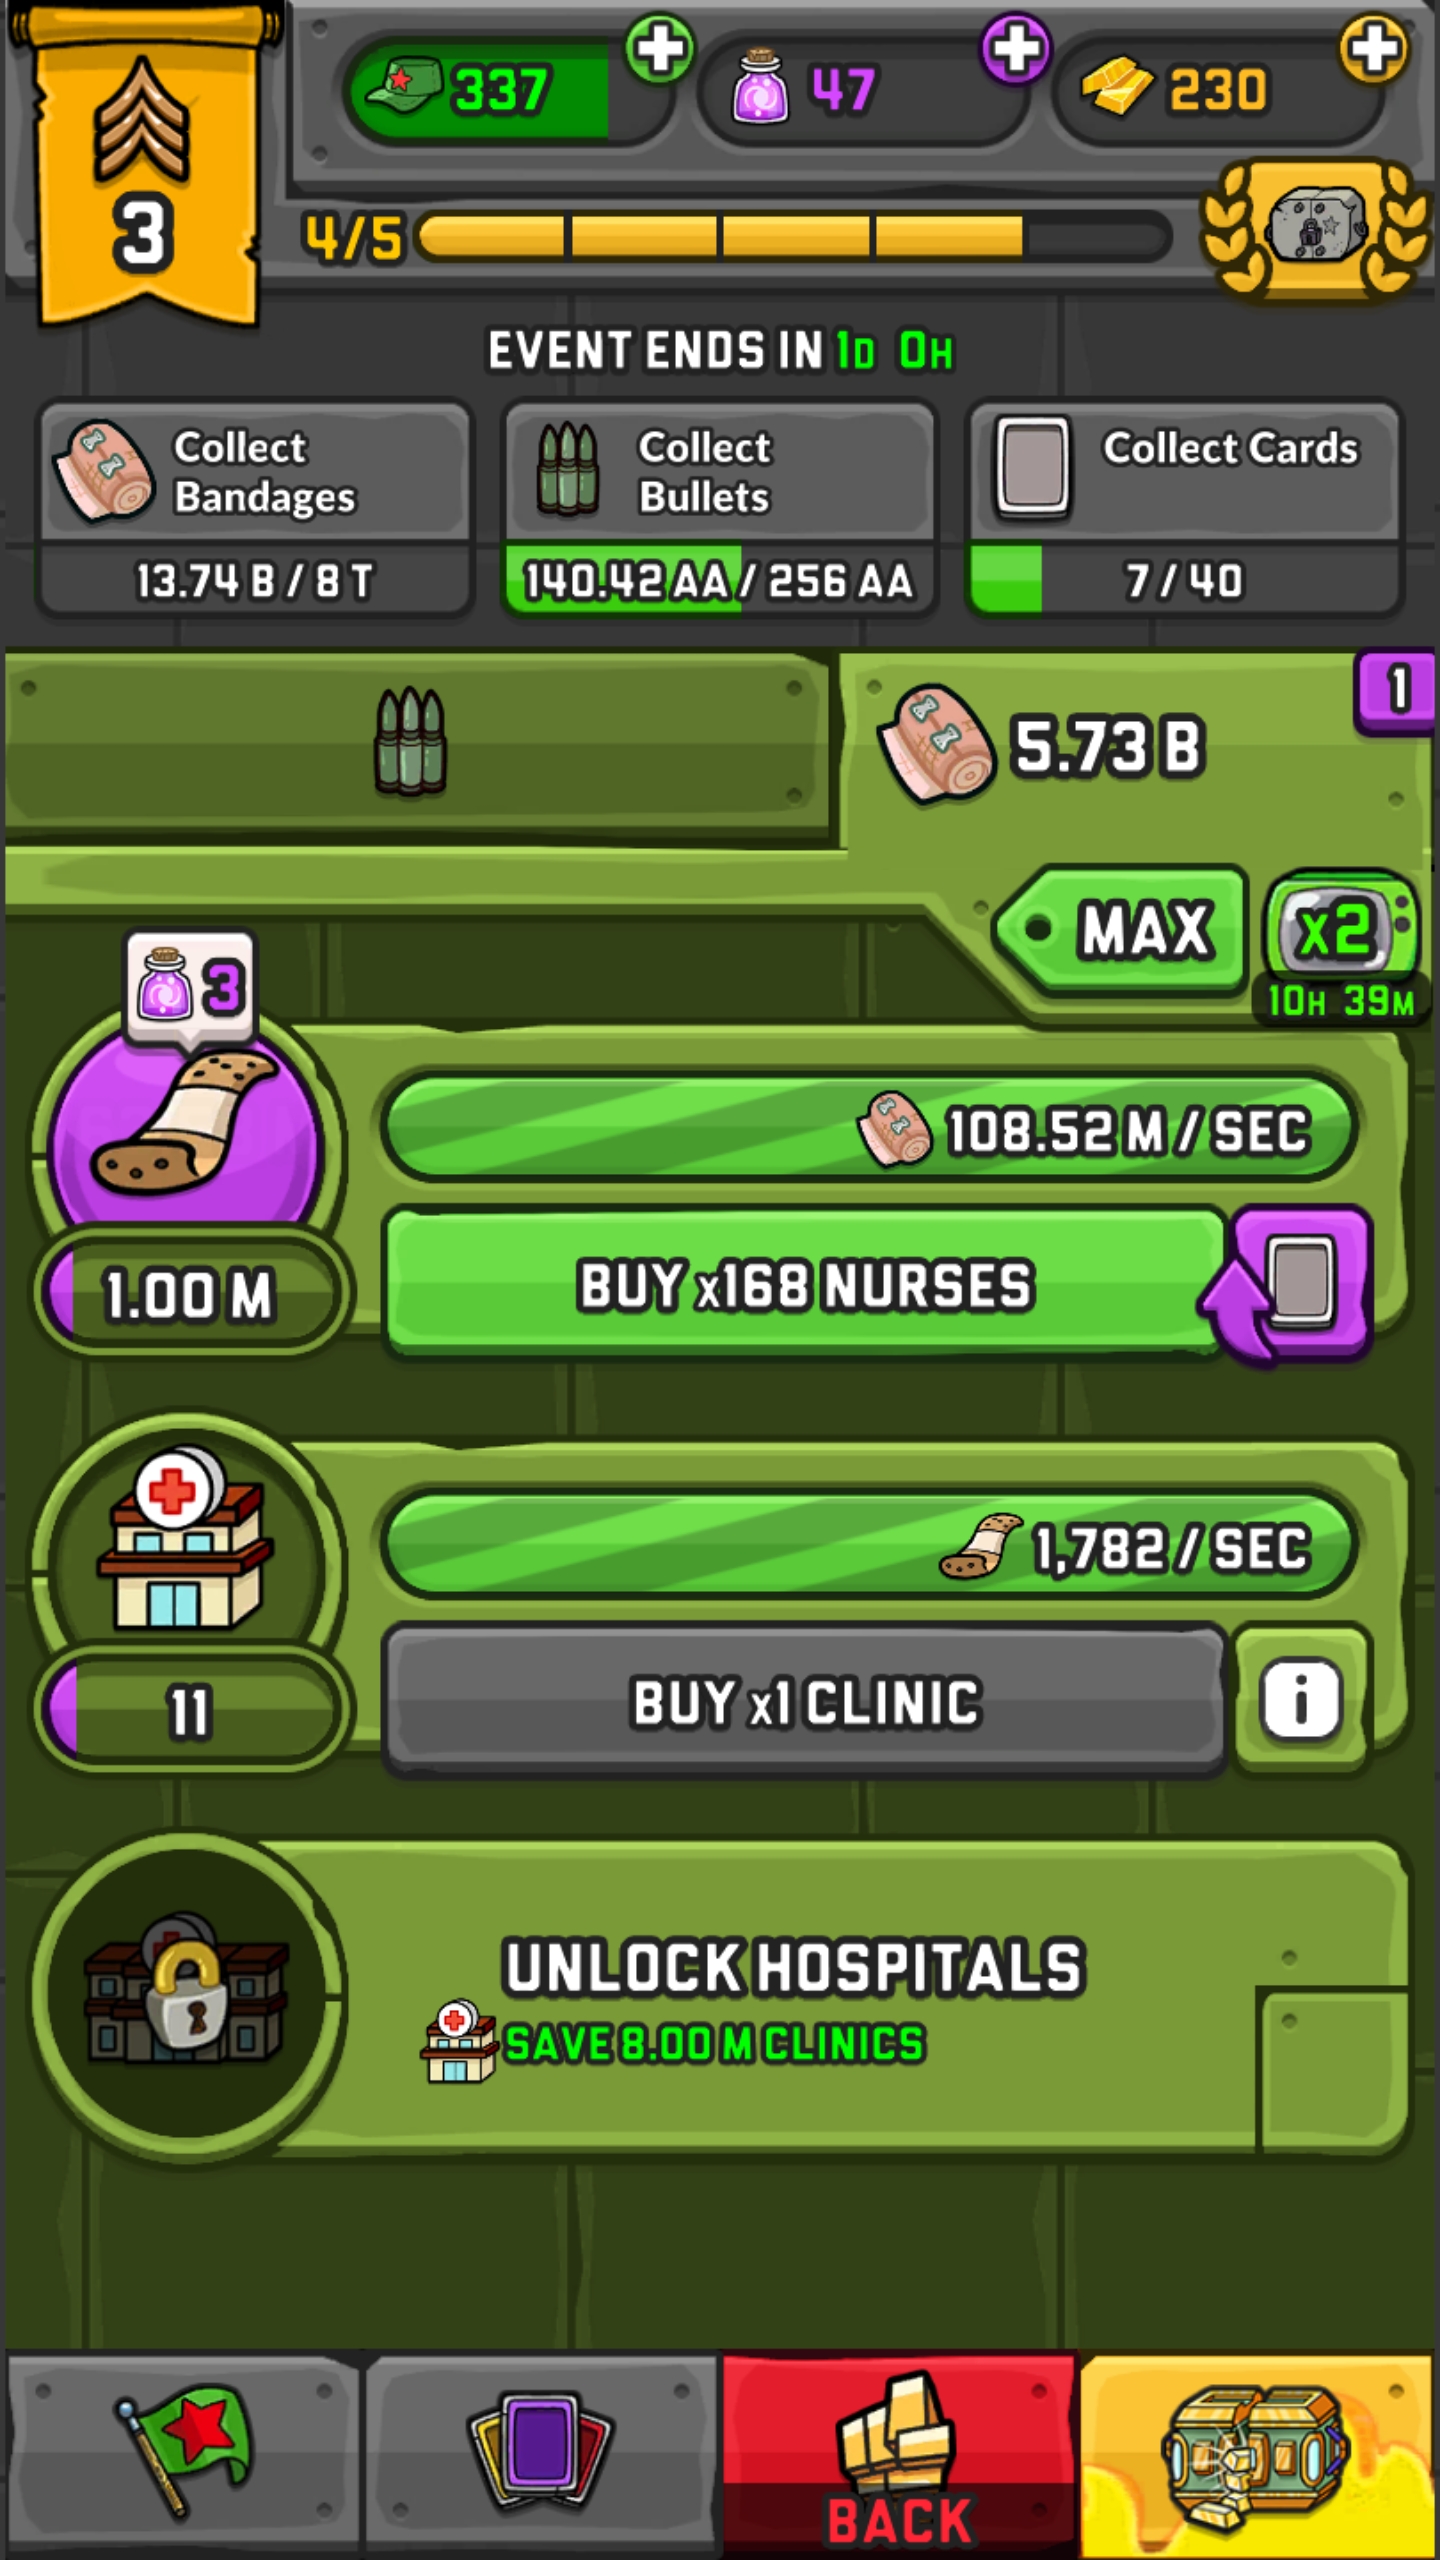 337
47
230
3
4/5
EVENT ENDS IN 1D 0H
Collect
Bandages
13.74 B / 8 T
Collect
Bullets
140.42 AA / 256 AA
Collect Cards
7 / 40
1
5.73 B
MAX
x2
10H 39M
3
108.52 M / SEC
1.00 M
BUY x168 NURSES
1,782 / SEC
11
BUY x1 CLINIC
i
UNLOCK HOSPITALS
SAVE 8.00 M CLINICS
BACK